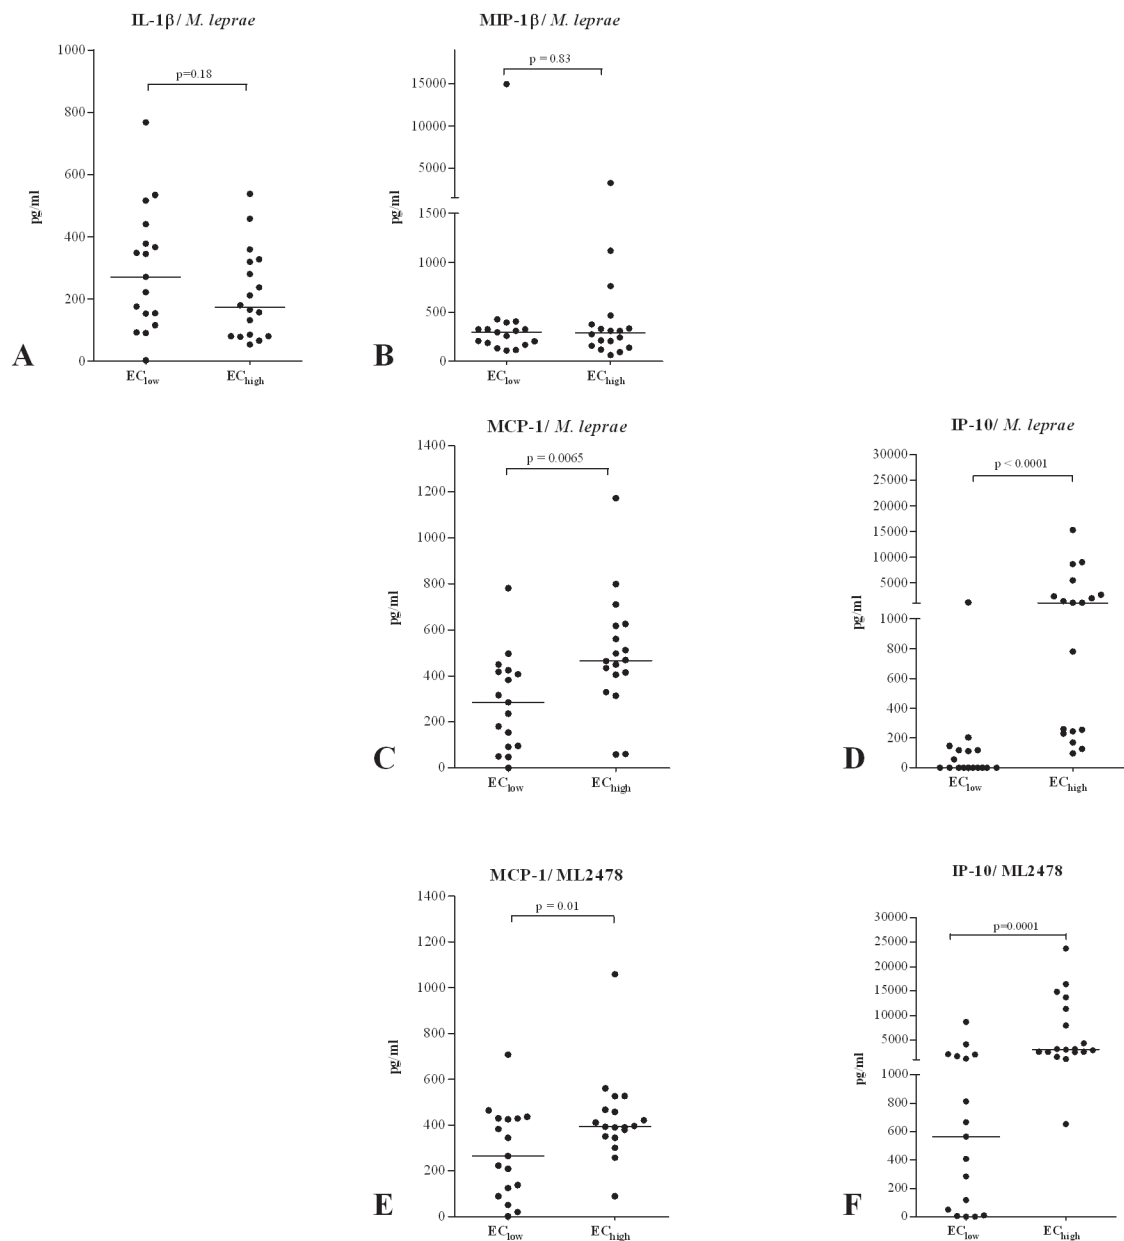 IL-1β/ M. leprae
MIP-1β/ M. leprae
1000
800
600
400
200
0
pg/ml
p=0.18
EClow
EChigh
A
15000
10000
5000
1500
1000
500
0
pg/ml
p = 0.83
EClow
EChigh
B
MCP-1/ M. leprae
1400
1200
1000
800
600
400
200
0
pg/ml
p = 0.0065
EClow
EChigh
C
IP-10/ M. leprae
30000
25000
20000
15000
10000
5000
1000
800
600
400
200
0
pg/ml
p < 0.0001
EClow
EChigh
D
MCP-1/ ML2478
1400
1200
1000
800
600
400
200
0
pg/ml
p = 0.01
EClow
EChigh
E
IP-10/ ML2478
30000
25000
20000
15000
10000
5000
1000
800
600
400
200
0
pg/ml
p=0.0001
EClow
EChigh
F